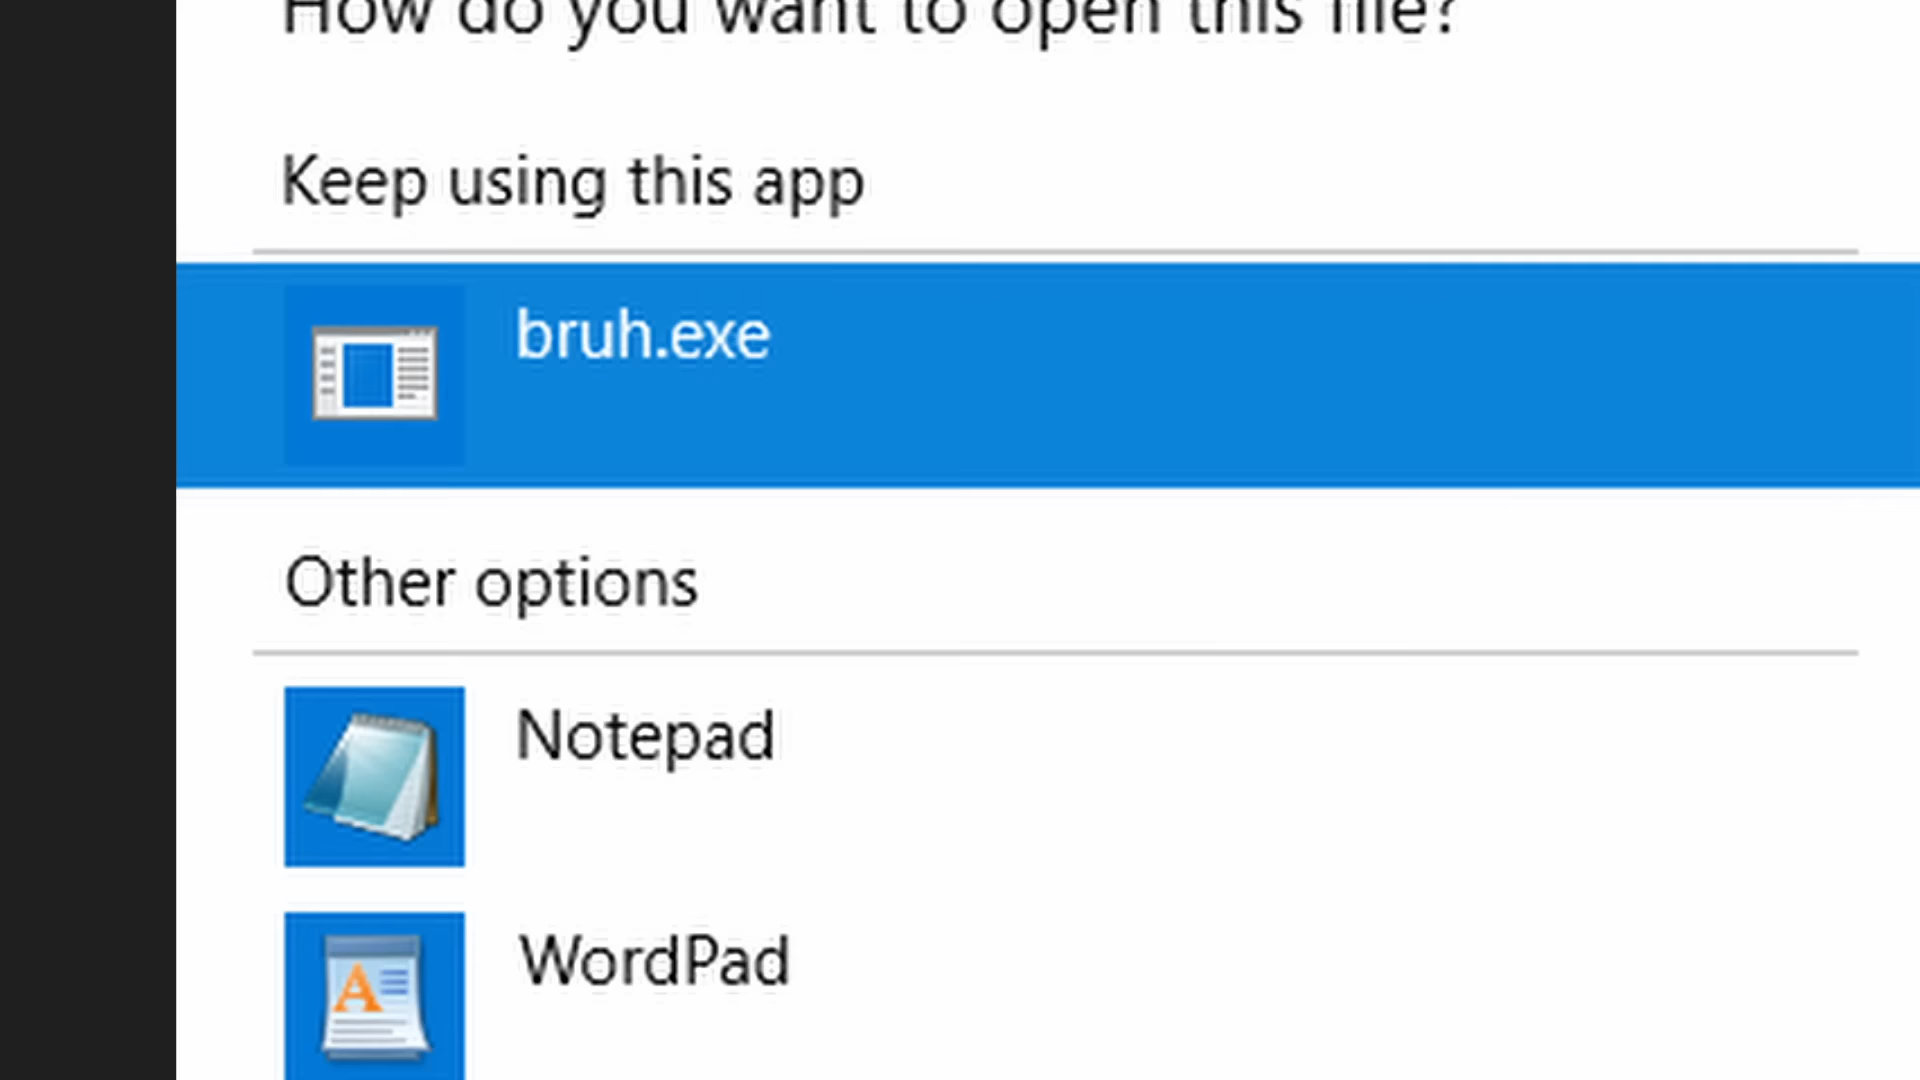 How do you want to open this file?
Keep using this app
bruh.exe
Other options
Notepad
WordPad